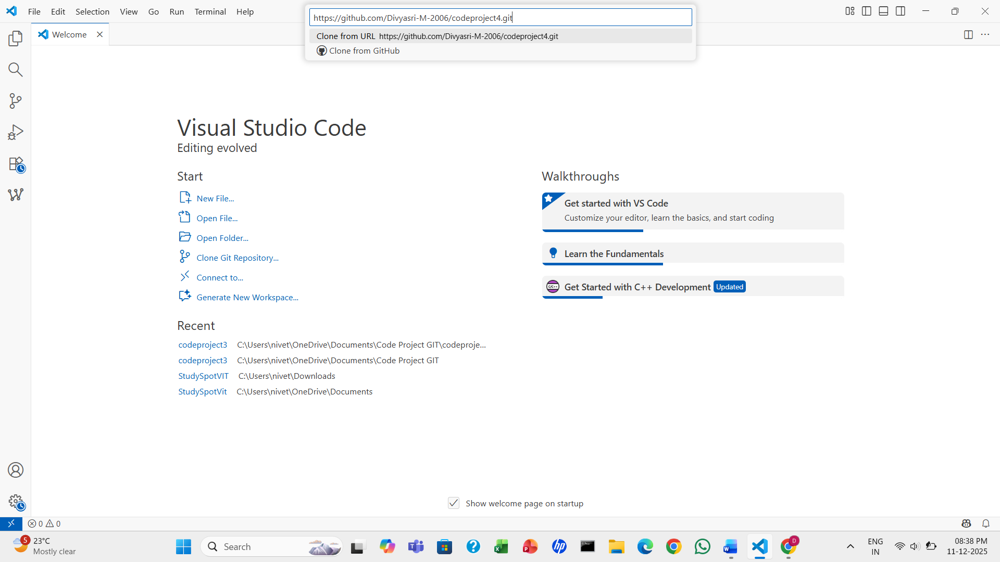 File Edit Selection View Go Run Terminal Help
https://github.com/Divyasri-M-2006/codeproject4.git
Clone from URL https://github.com/Divyasri-M-2006/codeproject4.git
Clone from GitHub
Welcome
Visual Studio Code
Editing evolved
Start
New File...
Open File...
Open Folder...
Clone Git Repository...
Connect to...
Generate New Workspace...
Recent
codeproject3 C:\Users\nivet\OneDrive\Documents\Code Project GIT\codeproje...
codeproject3 C:\Users\nivet\OneDrive\Documents\Code Project GIT
StudySpotVIT C:\Users\nivet\Downloads
StudySpotVit C:\Users\nivet\OneDrive\Documents
Walkthroughs
Get started with VS Code
Customize your editor, learn the basics, and start coding
Learn the Fundamentals
C/C++ Get Started with C++ Development Updated
Show welcome page on startup
0 0
5 23°C
Mostly clear
Search
D
ENG
IN
08:38 PM
11-12-2025